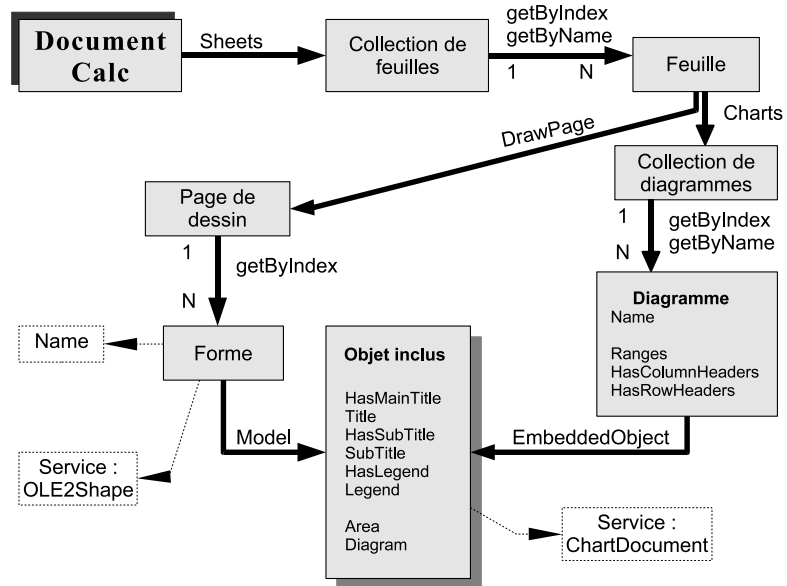 Document
Calc
Sheets
Collection de
feuilles
getByIndex
getByName
1
N
Feuille
DrawPage
Charts
Collection de
diagrammes
Page de
dessin
1
getByIndex
N
1
getByIndex
getByName
N
Diagramme
Name
Ranges
HasColumnHeaders
HasRowHeaders
Name
Forme
Objet inclus
HasMainTitle
Title
HasSubTitle
SubTitle
HasLegend
Legend
Area
Diagram
Model
EmbeddedObject
Service :
OLE2Shape
Service :
ChartDocument